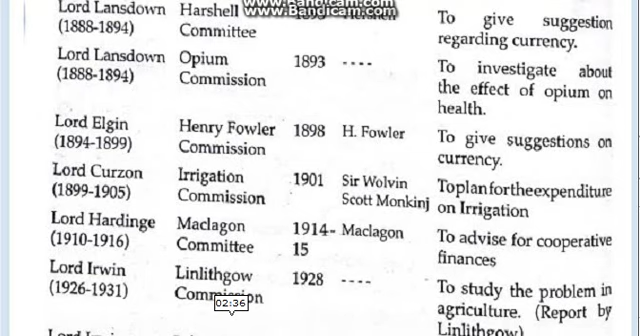 www.Bandicam.com
www.Bandicam.com
Lord Lansdown Harshell To give suggestion
(1888-1894) Committee regarding currency.
Lord Lansdown Opium 1893 ---- To investigate about
(1888-1894) Commission the effect of opium on
health.
Lord Elgin Henry Fowler 1898 H. Fowler To give suggestions on
(1894-1899) Commission currency.
Lord Curzon Irrigation 1901 Sir Wolvin Toplanfortheexpenditure
(1899-1905) Commission Scott Monkinj on Irrigation
Lord Hardinge Maclagon 1914- Maclagon To advise for cooperative
(1910-1916) Committee 15 finances
Lord Irwin Linlithgow 1928 ---- To study the problem in
(1926-1931) Commission agriculture. (Report by
02:36
Linlithgow.)